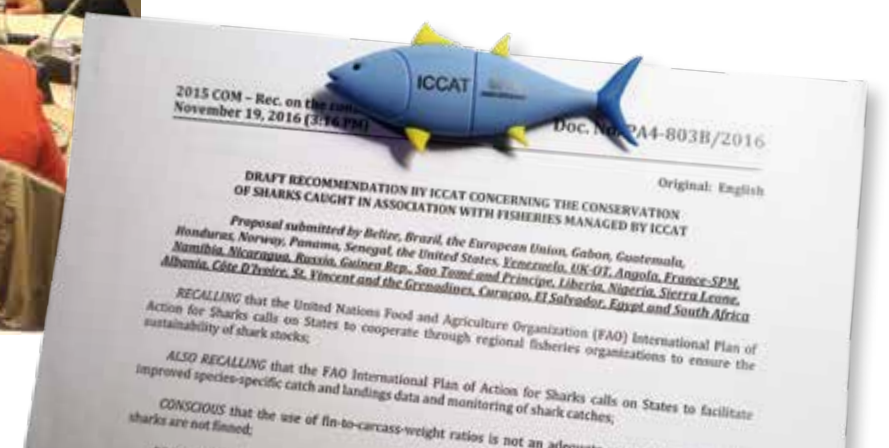 ICCAT
2015 COM – Rec. on the
November 19, 2016 (3:16 PM)
Doc. No. PA4-803B/2016
Original: English
DRAFT RECOMMENDATION BY ICCAT CONCERNING THE CONSERVATION
OF SHARKS CAUGHT IN ASSOCIATION WITH FISHERIES MANAGED BY ICCAT
Proposal submitted by Belize, Brazil, the European Union, Gabon, Guatemala,
Honduras, Norway, Panama, Senegal, the United States, Venezuela, UK-OT, Angola, France-SPM,
Namibia, Nicaragua, Russia, Guinea Rep., Sao Tomé and Principe, Liberia, Nigeria, Sierra Leone,
Albania, Côte D'Ivoire, St. Vincent and the Grenadines, Curaçao, El Salvador, Egypt and South Africa
RECALLING that the United Nations Food and Agriculture Organization (FAO) International Plan of
Action for Sharks calls on States to cooperate through regional fisheries organizations to ensure the
sustainability of shark stocks;
ALSO RECALLING that the FAO International Plan of Action for Sharks calls on States to facilitate
improved species-specific catch and landings data and monitoring of shark catches;
CONSCIOUS that the use of fin-to-carcass-weight ratios is not an
sharks are not finned;